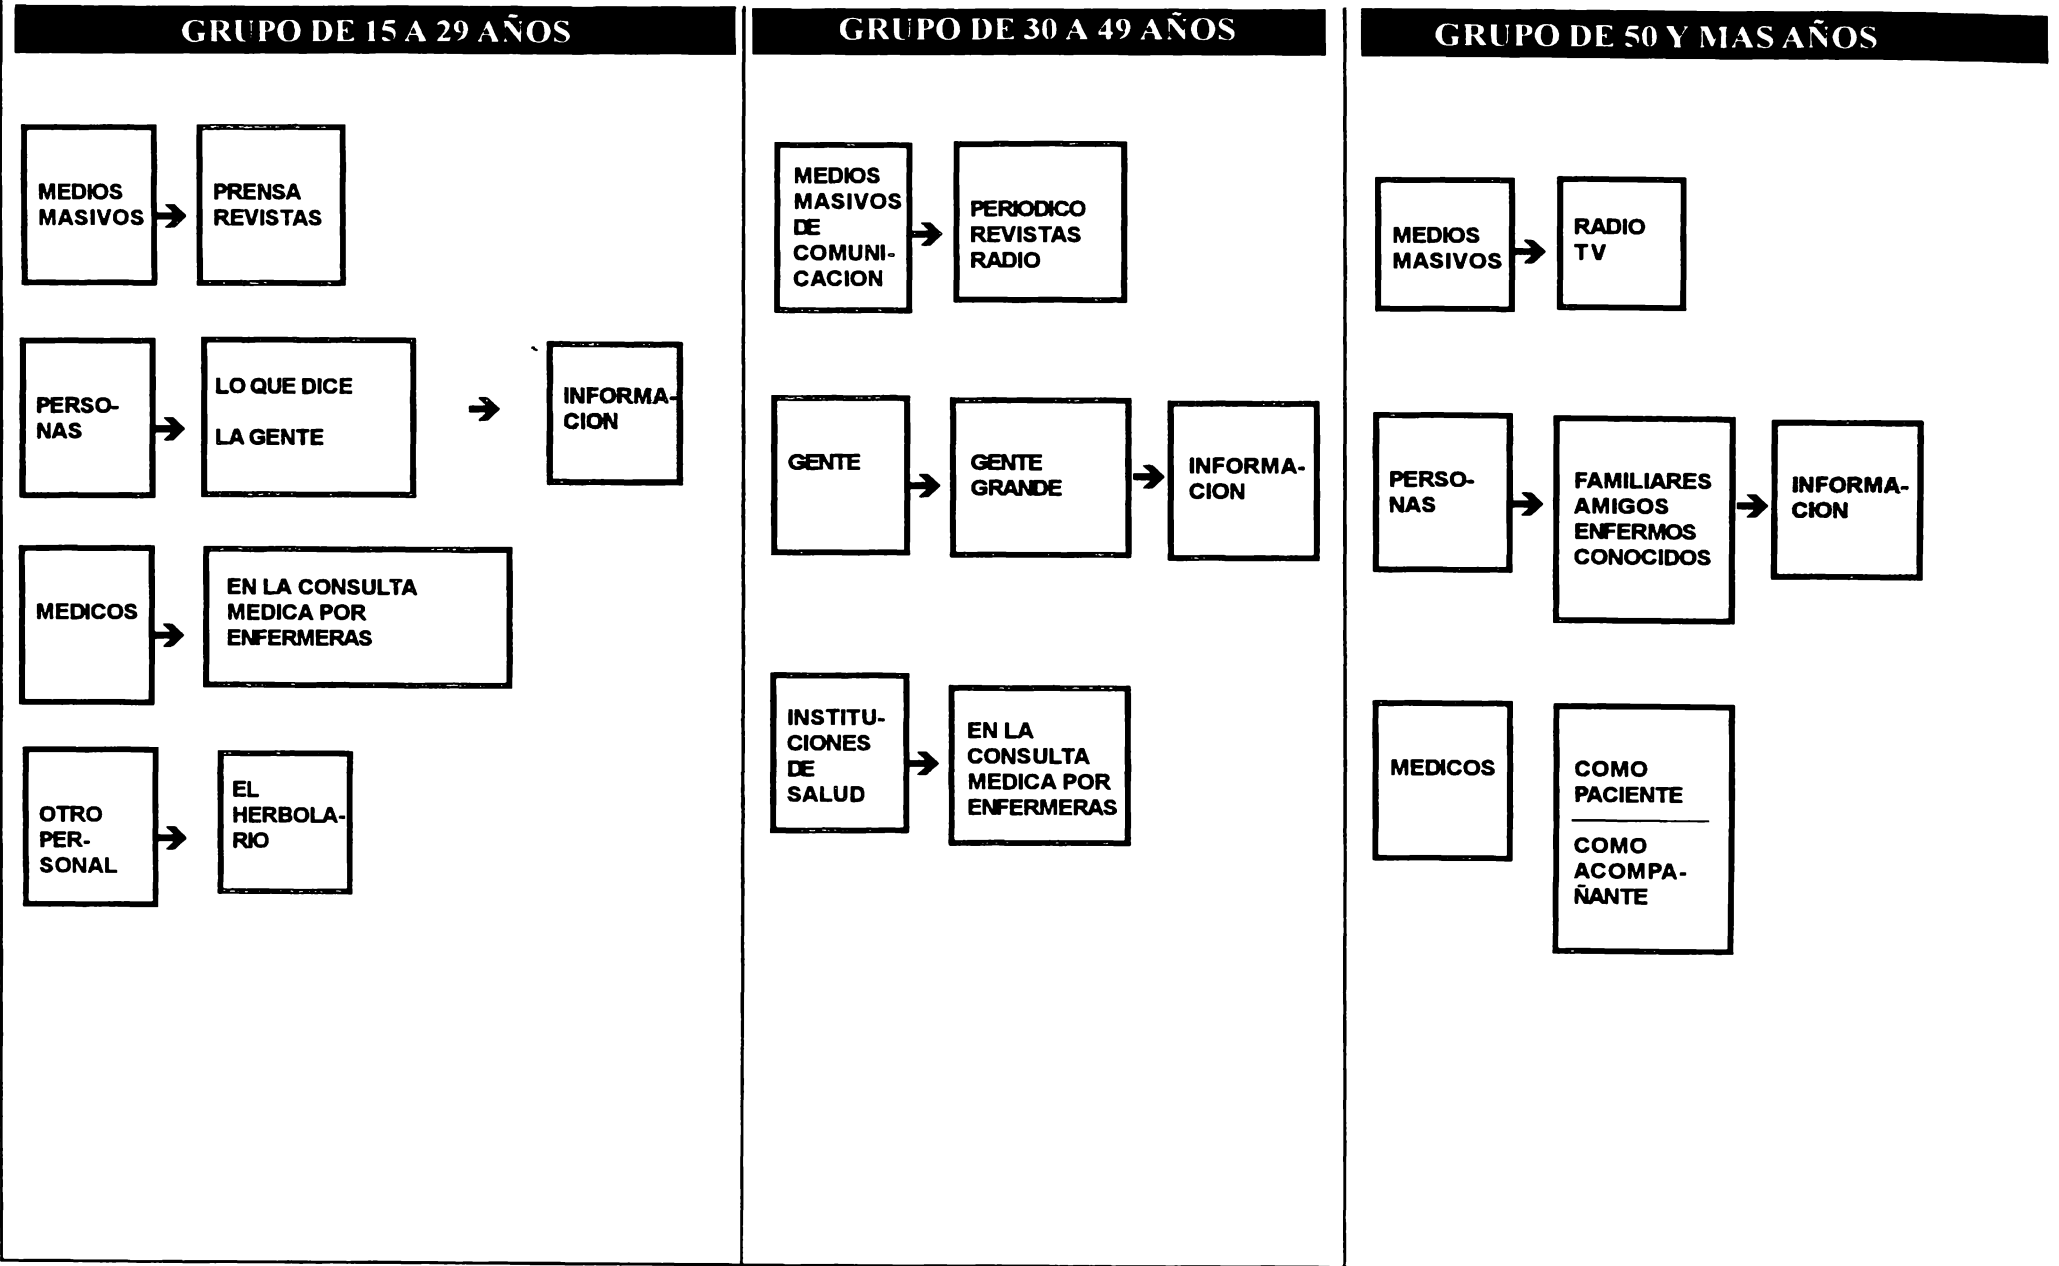 GRUPO DE 15 A 29 AÑOS
MEDIOS
MASIVOS
PRENSA
REVISTAS
PERSO-
NAS
LO QUE DICE
LA GENTE
INFORMA-
CION
MEDICOS
EN LA CONSULTA
MEDICA POR
ENFERMERAS
OTRO
PER-
SONAL
EL
HERBOLA-
RIO
GRUPO DE 30 A 49 AÑOS
MEDIOS
MASIVOS
DE
COMUNI-
CACION
PERIODICO
REVISTAS
RADIO
GENTE
GENTE
GRANDE
INFORMA-
CION
INSTITU-
CIONES
DE
SALUD
EN LA
CONSULTA
MEDICA POR
ENFERMERAS
GRUPO DE 50 Y MAS AÑOS
MEDIOS
MASIVOS
RADIO
TV
PERSO-
NAS
FAMILIARES
AMIGOS
ENFERMOS
CONOCIDOS
INFORMA-
CION
MEDICOS
COMO
PACIENTE
COMO
ACOMPA-
ÑANTE